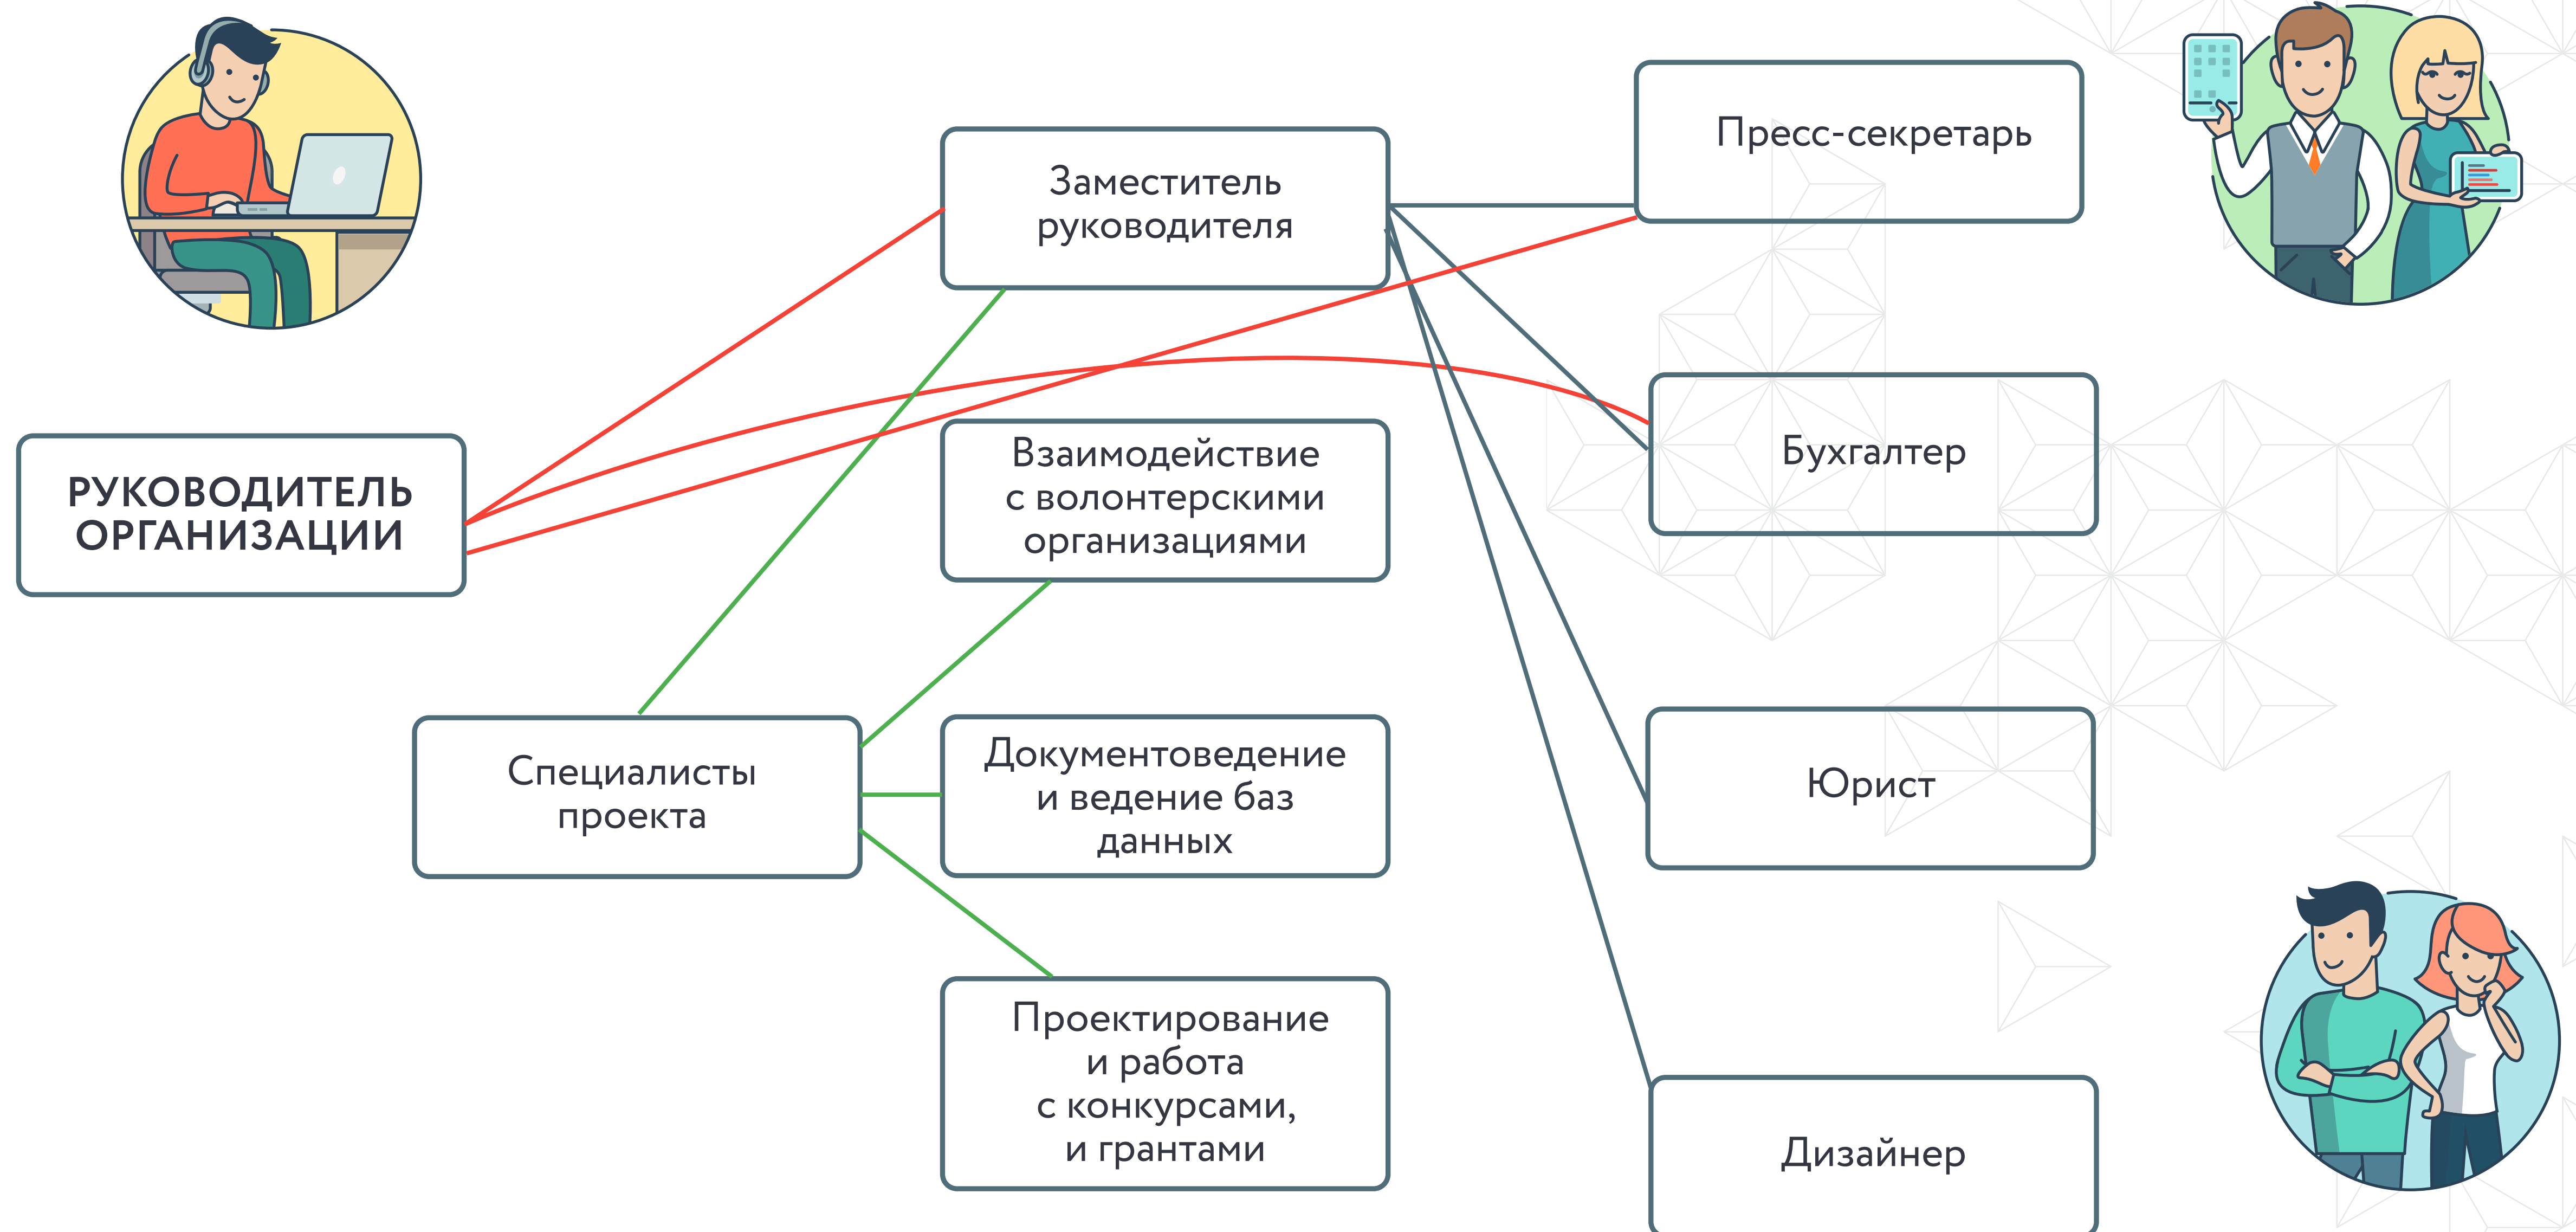 РУКОВОДИТЕЛЬ
ОРГАНИЗАЦИИ
Заместитель
руководителя
Взаимодействие
с волонтерскими
организациями
Специалисты
проекта
Документоведение
и ведение баз
данных
Проектирование
и работа
с конкурсами,
и грантами
Пресс-секретарь
Бухгалтер
Юрист
Дизайнер